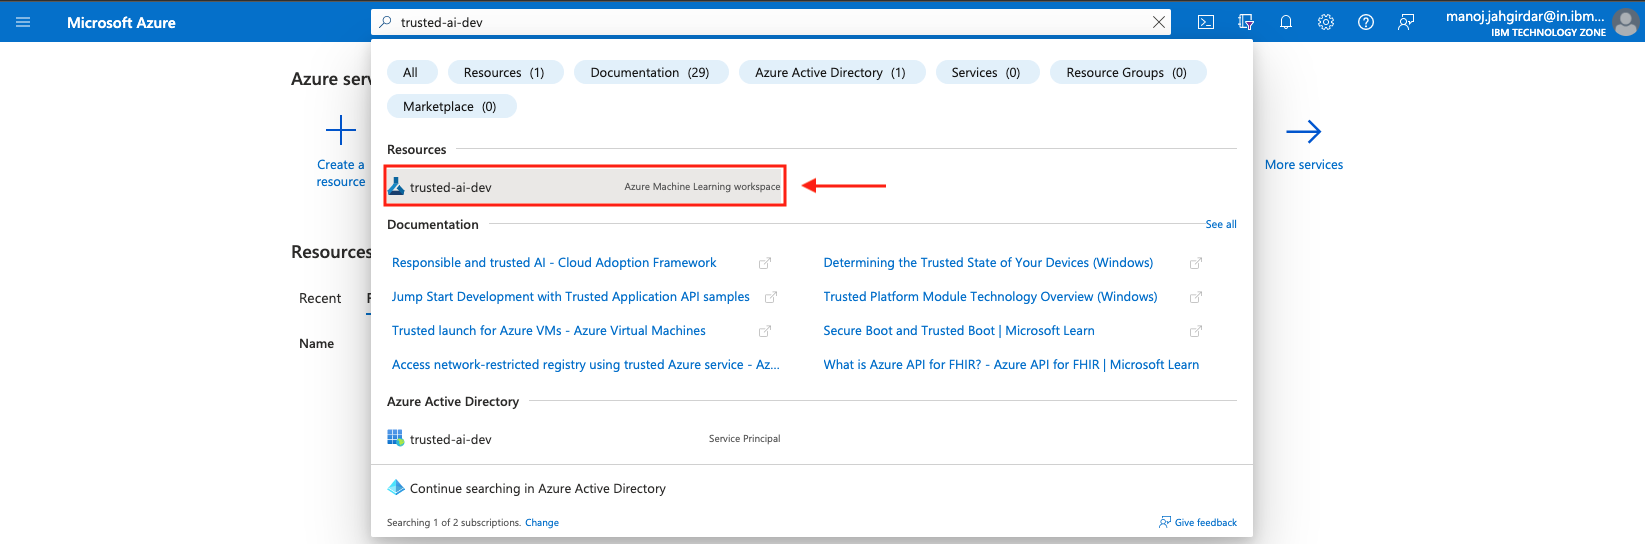 Microsoft Azure
trusted-ai-dev
manoj.jahgirdar@in.ibm...
IBM TECHNOLOGY ZONE
All
Resources (1)
Documentation (29)
Azure Active Directory (1)
Services (0)
Resource Groups (0)
Marketplace (0)
Azure serv
Create a
resource
More services
Resources
Recent
Name
Resources
trusted-ai-dev
Azure Machine Learning workspace
Documentation
See all
Responsible and trusted AI - Cloud Adoption Framework
Determining the Trusted State of Your Devices (Windows)
Jump Start Development with Trusted Application API samples
Trusted Platform Module Technology Overview (Windows)
Trusted launch for Azure VMs - Azure Virtual Machines
Secure Boot and Trusted Boot | Microsoft Learn
Access network-restricted registry using trusted Azure service - Az...
What is Azure API for FHIR? - Azure API for FHIR | Microsoft Learn
Azure Active Directory
trusted-ai-dev
Service Principal
Continue searching in Azure Active Directory
Searching 1 of 2 subscriptions. Change
Give feedback